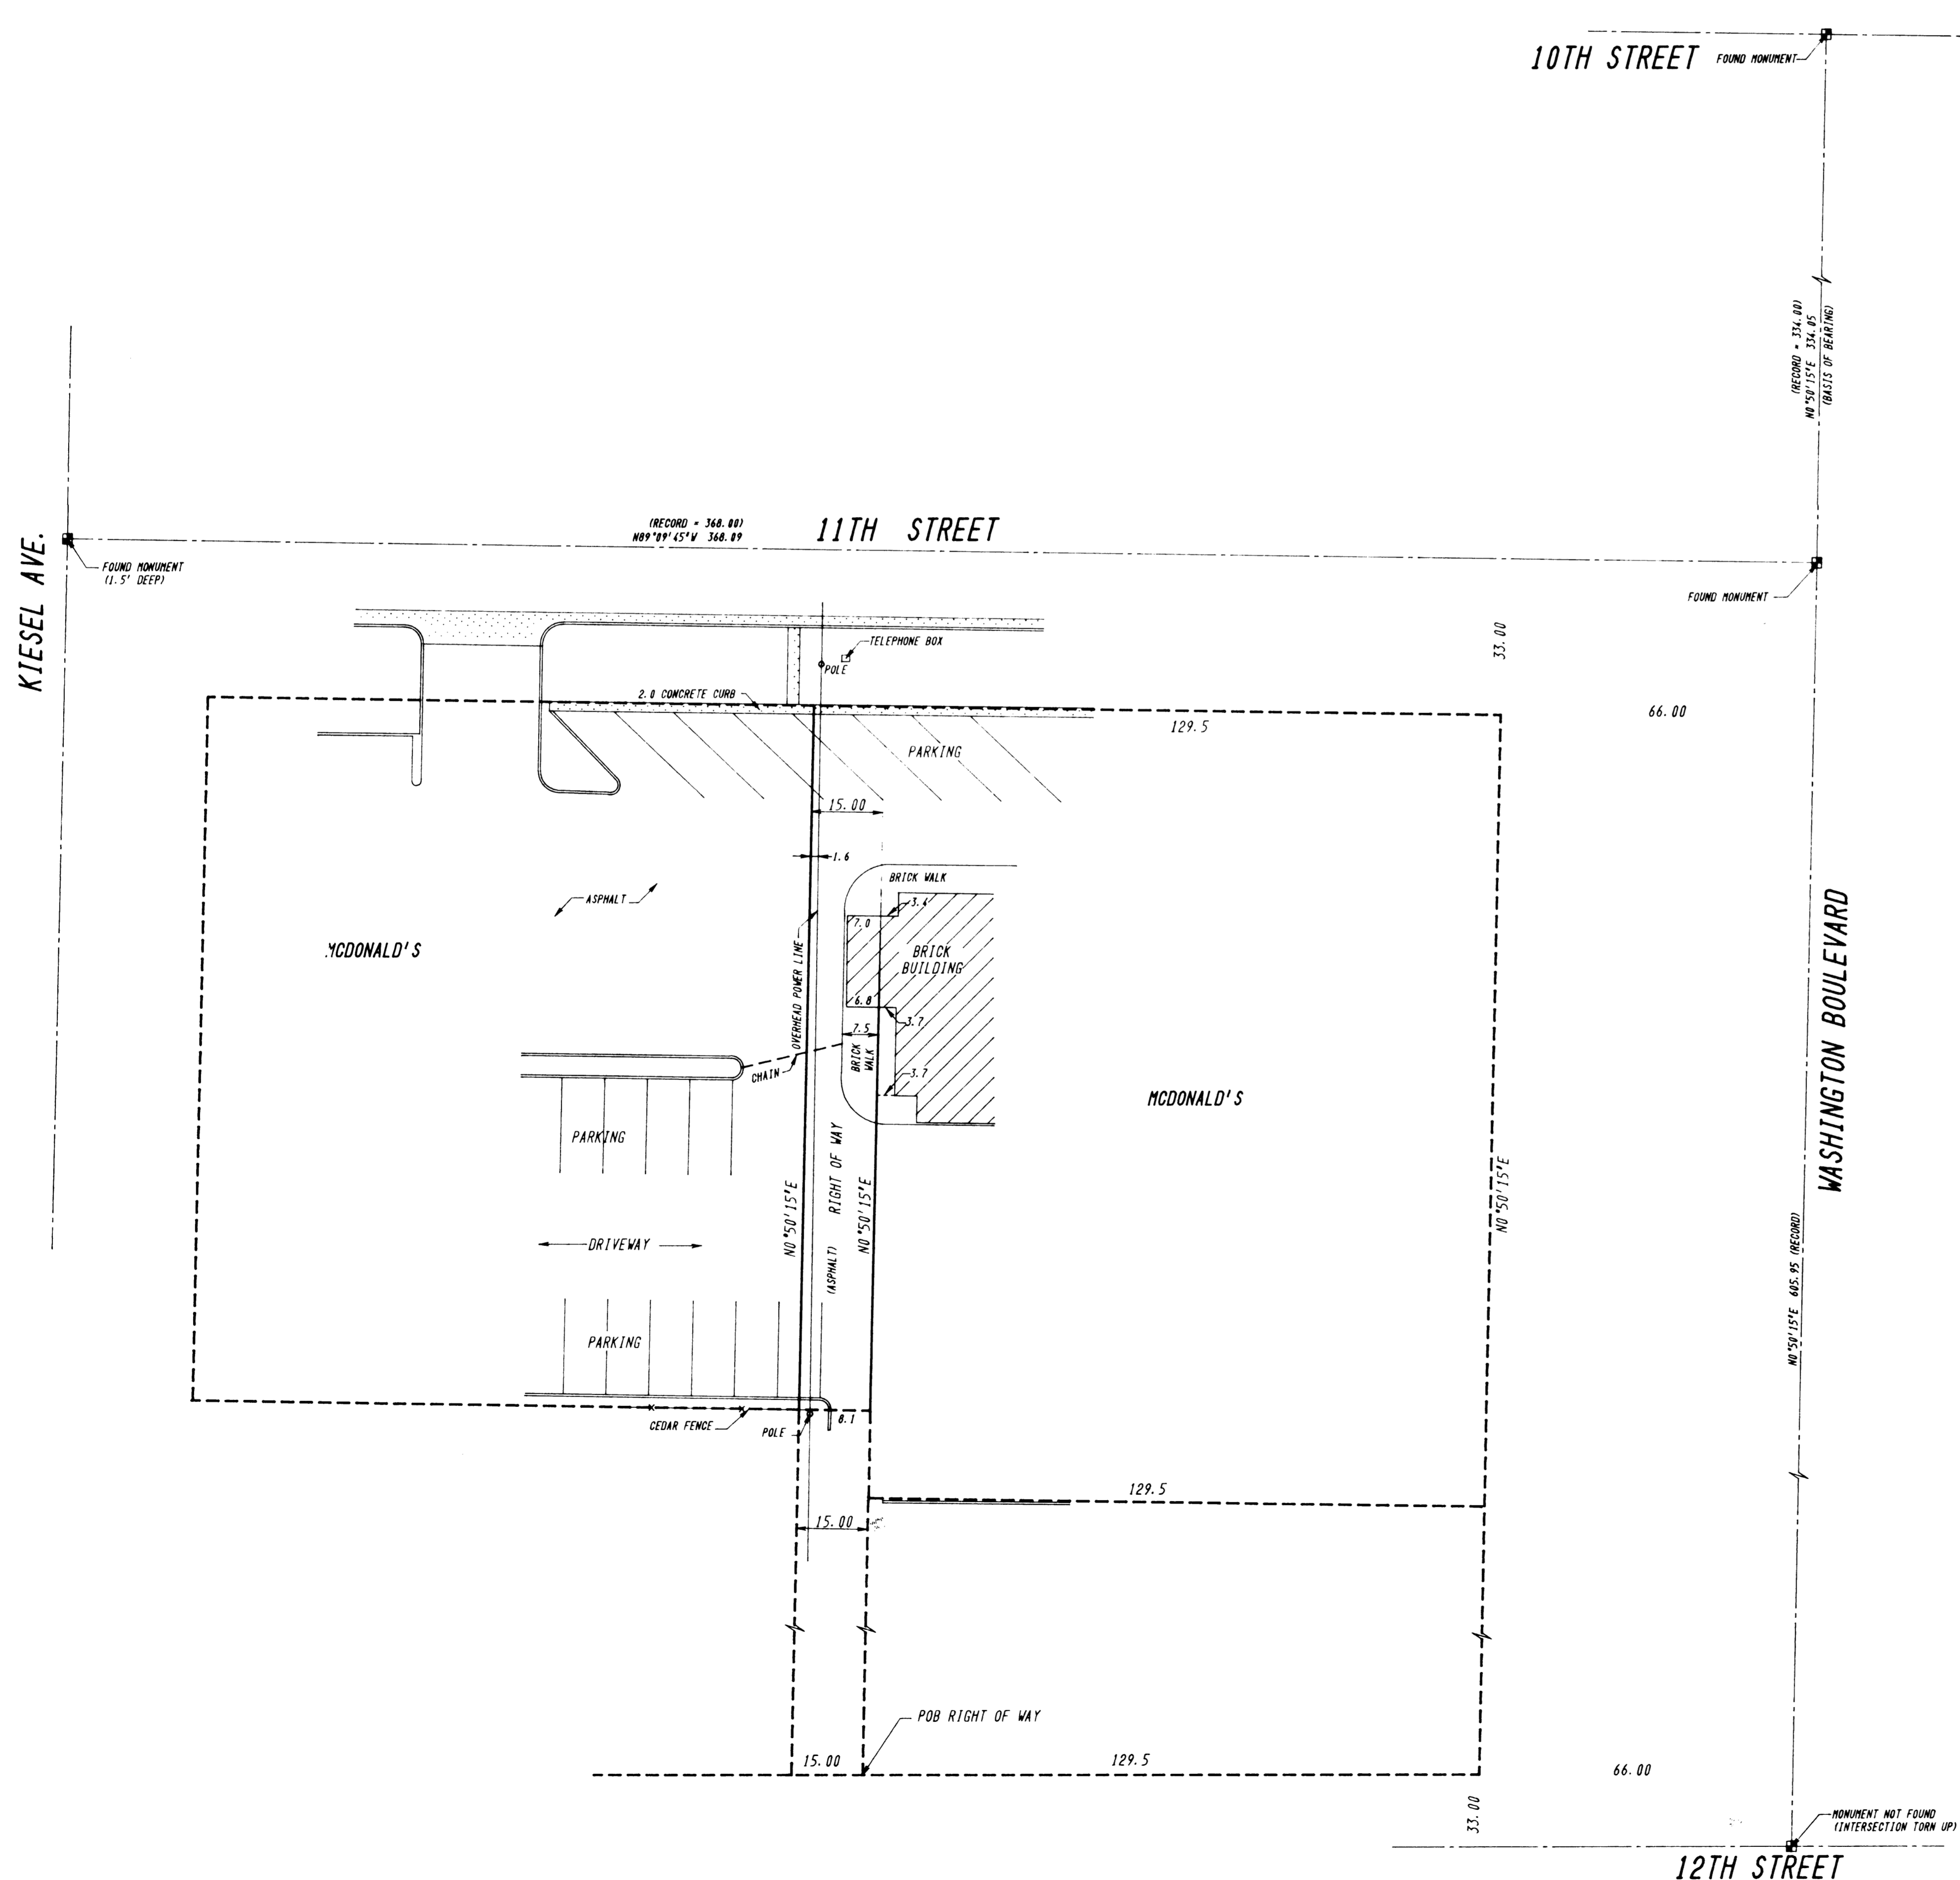 10TH STREET
FOUND MONUMENT
(RECORD = 334.00)
N0°50'15"E 334.05
(BASIS OF BEARING)
KIESEL AVE.
(RECORD = 368.00)
N89°09'45"W 368.09
11TH STREET
FOUND MONUMENT
(1.5' DEEP)
FOUND MONUMENT
33.00
TELEPHONE BOX
POLE
2.0 CONCRETE CURB
129.5
66.00
PARKING
15.00
1.6
BRICK WALK
ASPHALT
3.4
7.0
MCDONALD'S
BRICK
BUILDING
OVERHEAD POWER LINE
6.8
3.7
7.5
BRICK
WALK
CHAIN
3.7
MCDONALD'S
WASHINGTON BOULEVARD
PARKING
RIGHT OF WAY
(ASPHALT)
N0°50'15"E
N0°50'15"E
N0°50'15"E
DRIVEWAY
N0°50'15"E 605.95 (RECORD)
PARKING
CEDAR FENCE
POLE
8.1
129.5
15.00
POB RIGHT OF WAY
15.00
129.5
66.00
33.00
MONUMENT NOT FOUND
(INTERSECTION TORN UP)
12TH STREET